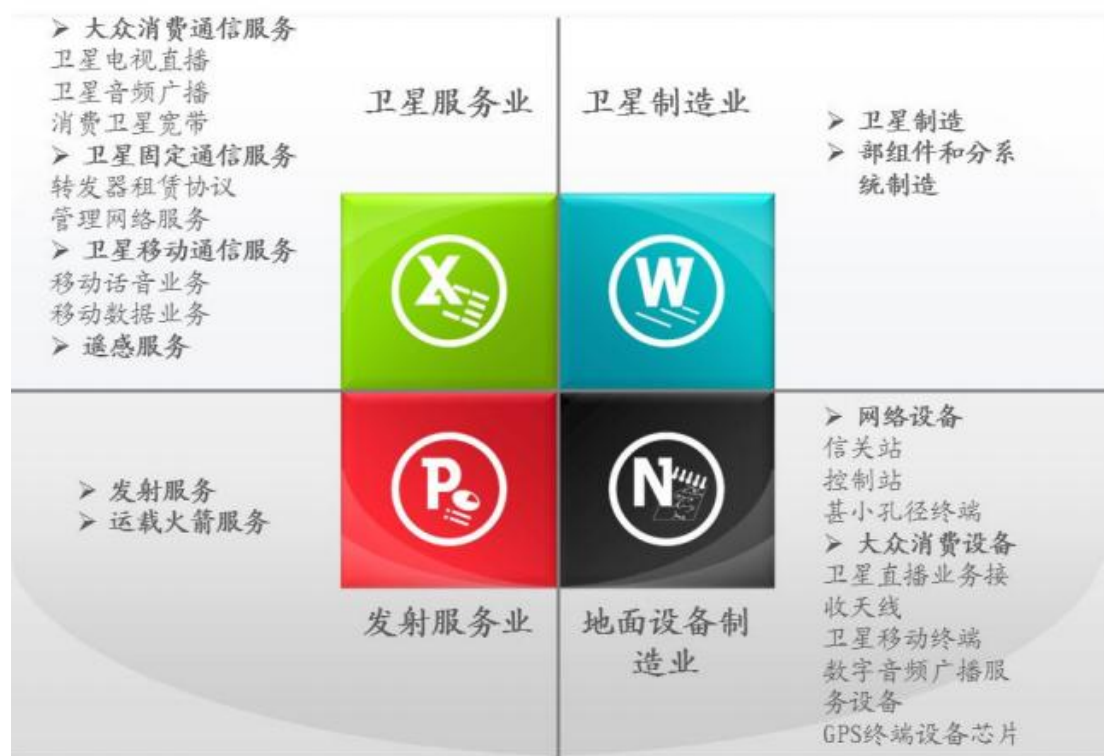 ➢ 大众消费通信服务
卫星电视直播
卫星音频广播
消费卫星宽带
➢ 卫星固定通信服务
转发器租赁协议
管理网络服务
➢ 卫星移动通信服务
移动话音业务
移动数据业务
➢ 遥感服务
卫星服务业
卫星制造业
➢ 卫星制造
➢ 部组件和分系
统制造
X
W
➢ 发射服务
➢ 运载火箭服务
P
N
发射服务业
地面设备制
造业
➢ 网络设备
信关站
控制站
甚小孔径终端
➢ 大众消费设备
卫星直播业务接
收天线
卫星移动终端
数字音频广播服
务设备
GPS终端设备芯片